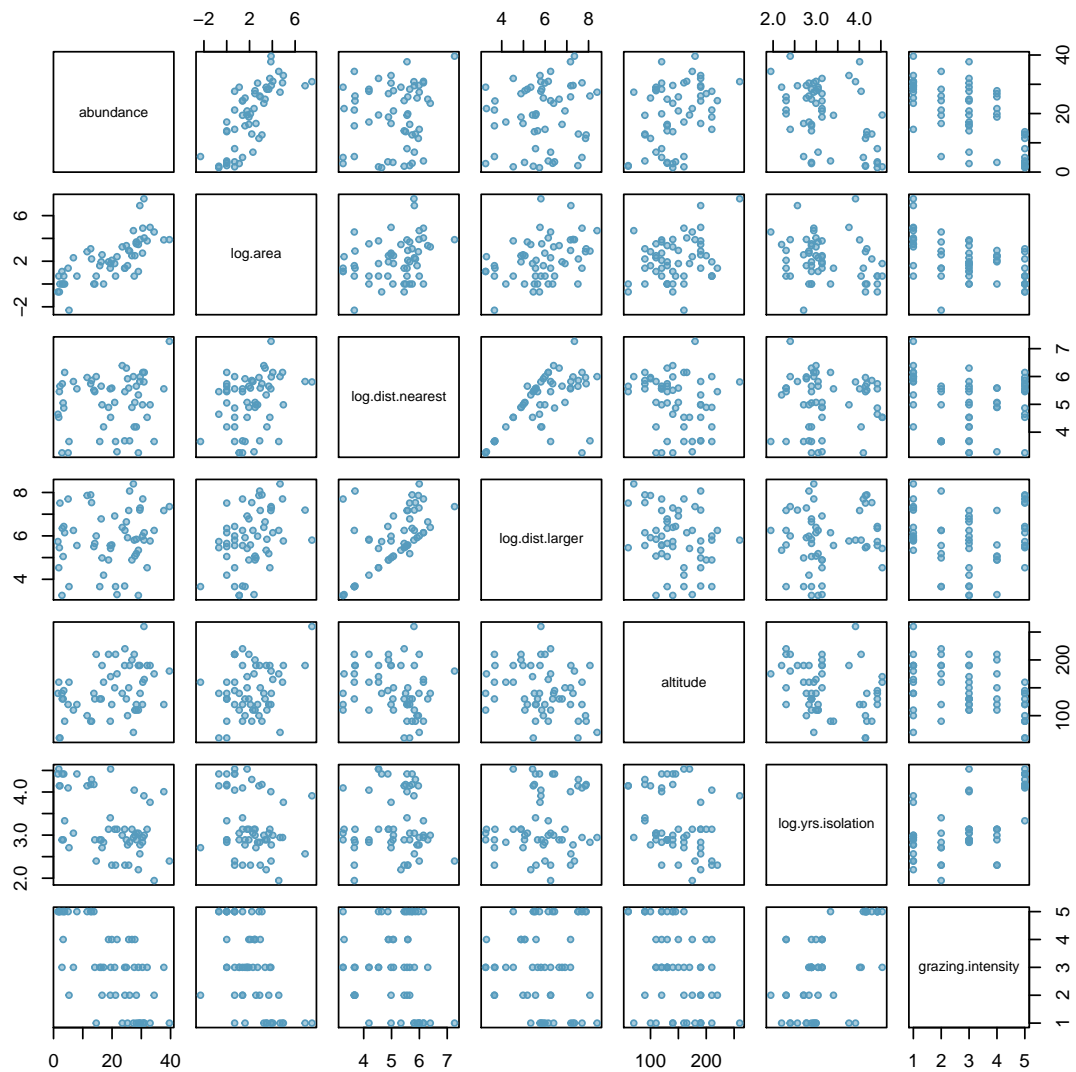 −2 2 6 4 6 8 2.0 3.0 4.0
abundance
0 20 40
−2 2 6
log.area
log.dist.nearest
4 5 6 7
4 6 8
log.dist.larger
altitude
100 200
2.0 3.0 4.0
log.yrs.isolation
grazing.intensity
1 2 3 4 5
0 20 40 4 5 6 7 100 200 1 2 3 4 5